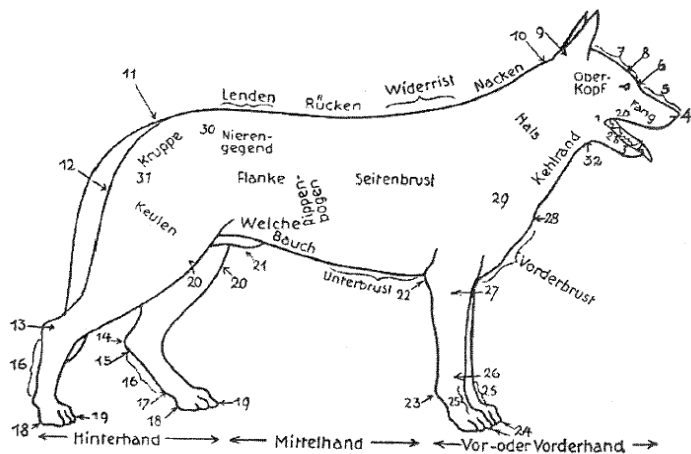 10
9
7
8
6
5
4
Ober-
Kopf
Fang
20
11
Lenden
Rücken
Widerrist
Nacken
30
Nieren-
gegend
Hals
Kehlrand
32
12
Kruppe
31
Flanke
Rippen-
bogen
Seitenbrust
29
28
Keulen
Welche
Bauch
20
20
21
Unterbrust
22
Vorderbrust
27
13
14
15
16
16
17
18
18
19
19
23
26
25
25
24
Hinterhand
Mittelhand
Vor-oder Vorderhand